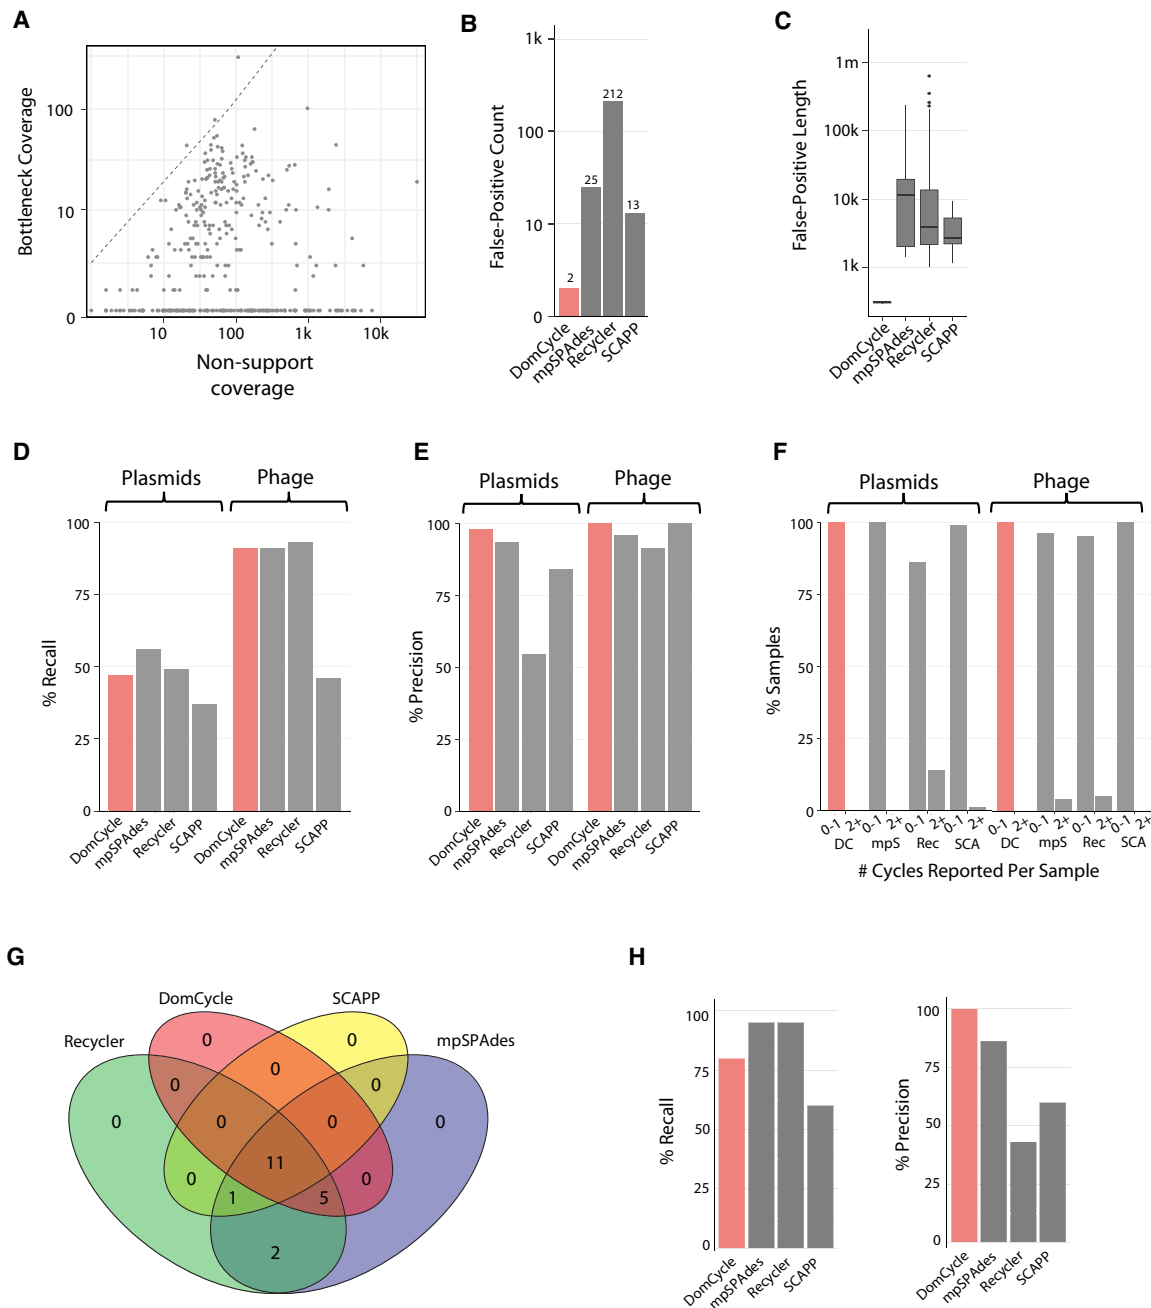 A
Bottleneck Coverage
100
10
0
10
100
1k
10k
Non-support
coverage
B
False-Positive Count
1k
100
10
0
2
25
212
13
DomCycle
mpSPAdes
Recycler
SCAPP
C
False-Positive Length
1m
100k
10k
1k
DomCycle
mpSPAdes
Recycler
SCAPP
D
Plasmids
Phage
% Recall
100
75
50
25
0
DomCycle
mpSPAdes
Recycler
SCAPP
DomCycle
mpSPAdes
Recycler
SCAPP
E
Plasmids
Phage
% Precision
100
75
50
25
0
DomCycle
mpSPAdes
Recycler
SCAPP
DomCycle
mpSPAdes
Recycler
SCAPP
F
Plasmids
Phage
% Samples
100
75
50
25
0
0-1 2+ 0-1 2+ 0-1 2+ 0-1 2+ 0-1 2+ 0-1 2+ 0-1 2+ 0-1 2+
DC mpS Rec SCA DC mpS Rec SCA
# Cycles Reported Per Sample
G
DomCycle
SCAPP
Recycler
mpSPAdes
0
0
0
0
0
0
0
0
0
11
0
0
1
5
2
H
% Recall
100
75
50
25
0
DomCycle
mpSPAdes
Recycler
SCAPP
% Precision
100
75
50
25
0
DomCycle
mpSPAdes
Recycler
SCAPP